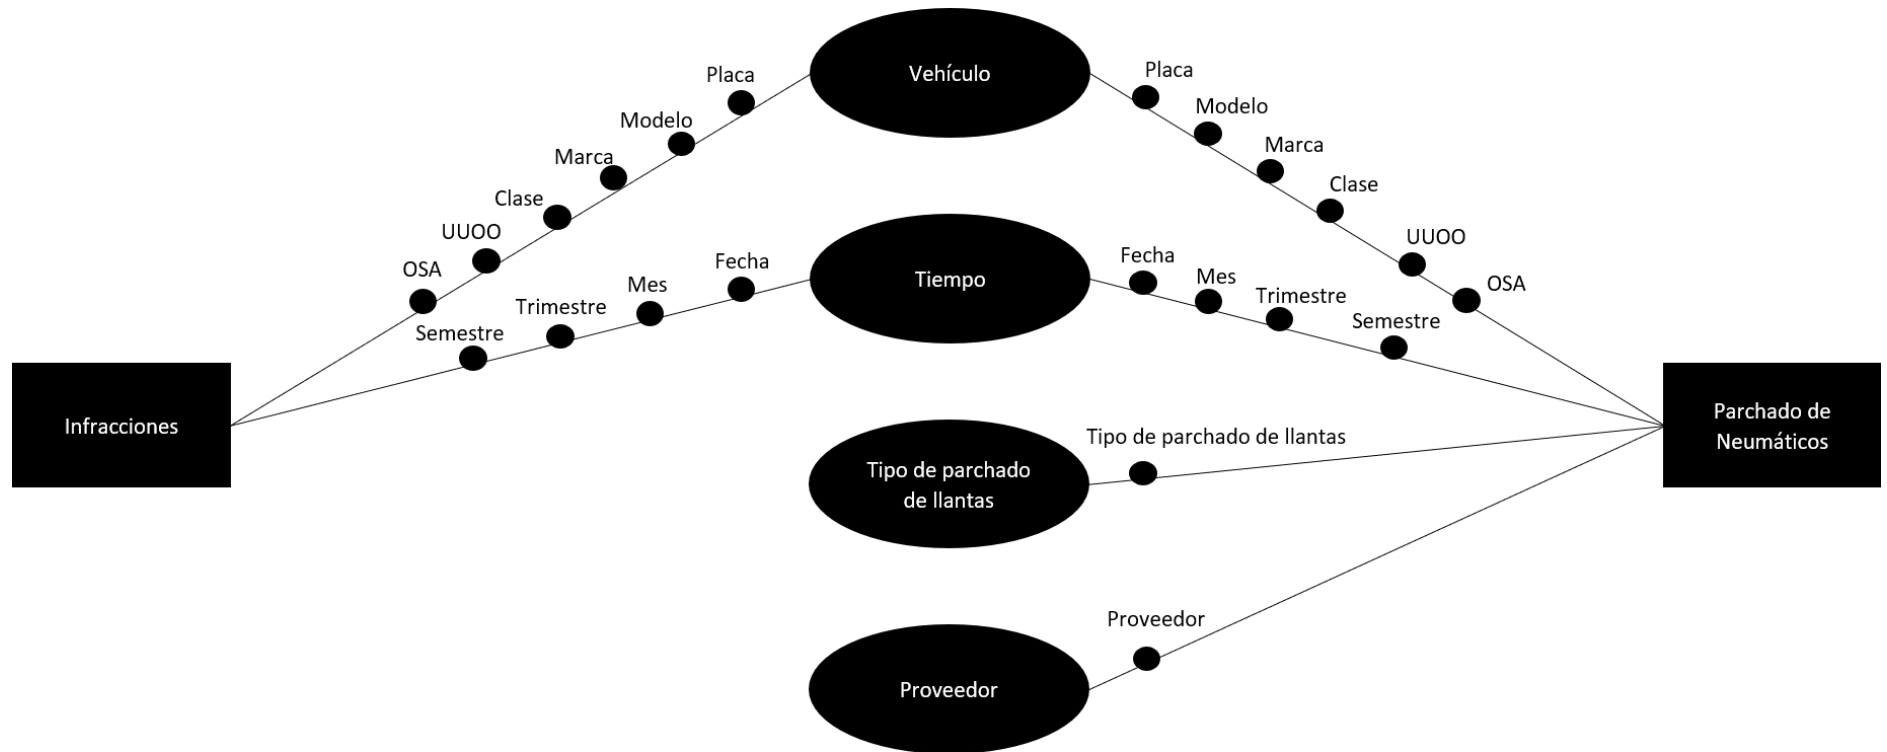 Vehículo
Placa
Modelo
Marca
Clase
UUOO
OSA
Placa
Modelo
Marca
Clase
UUOO
OSA
Tiempo
Fecha
Mes
Trimestre
Semestre
Fecha
Mes
Trimestre
Semestre
Infracciones
Parchado de
Neumáticos
Tipo de parchado
de llantas
Tipo de parchado de llantas
Proveedor
Proveedor